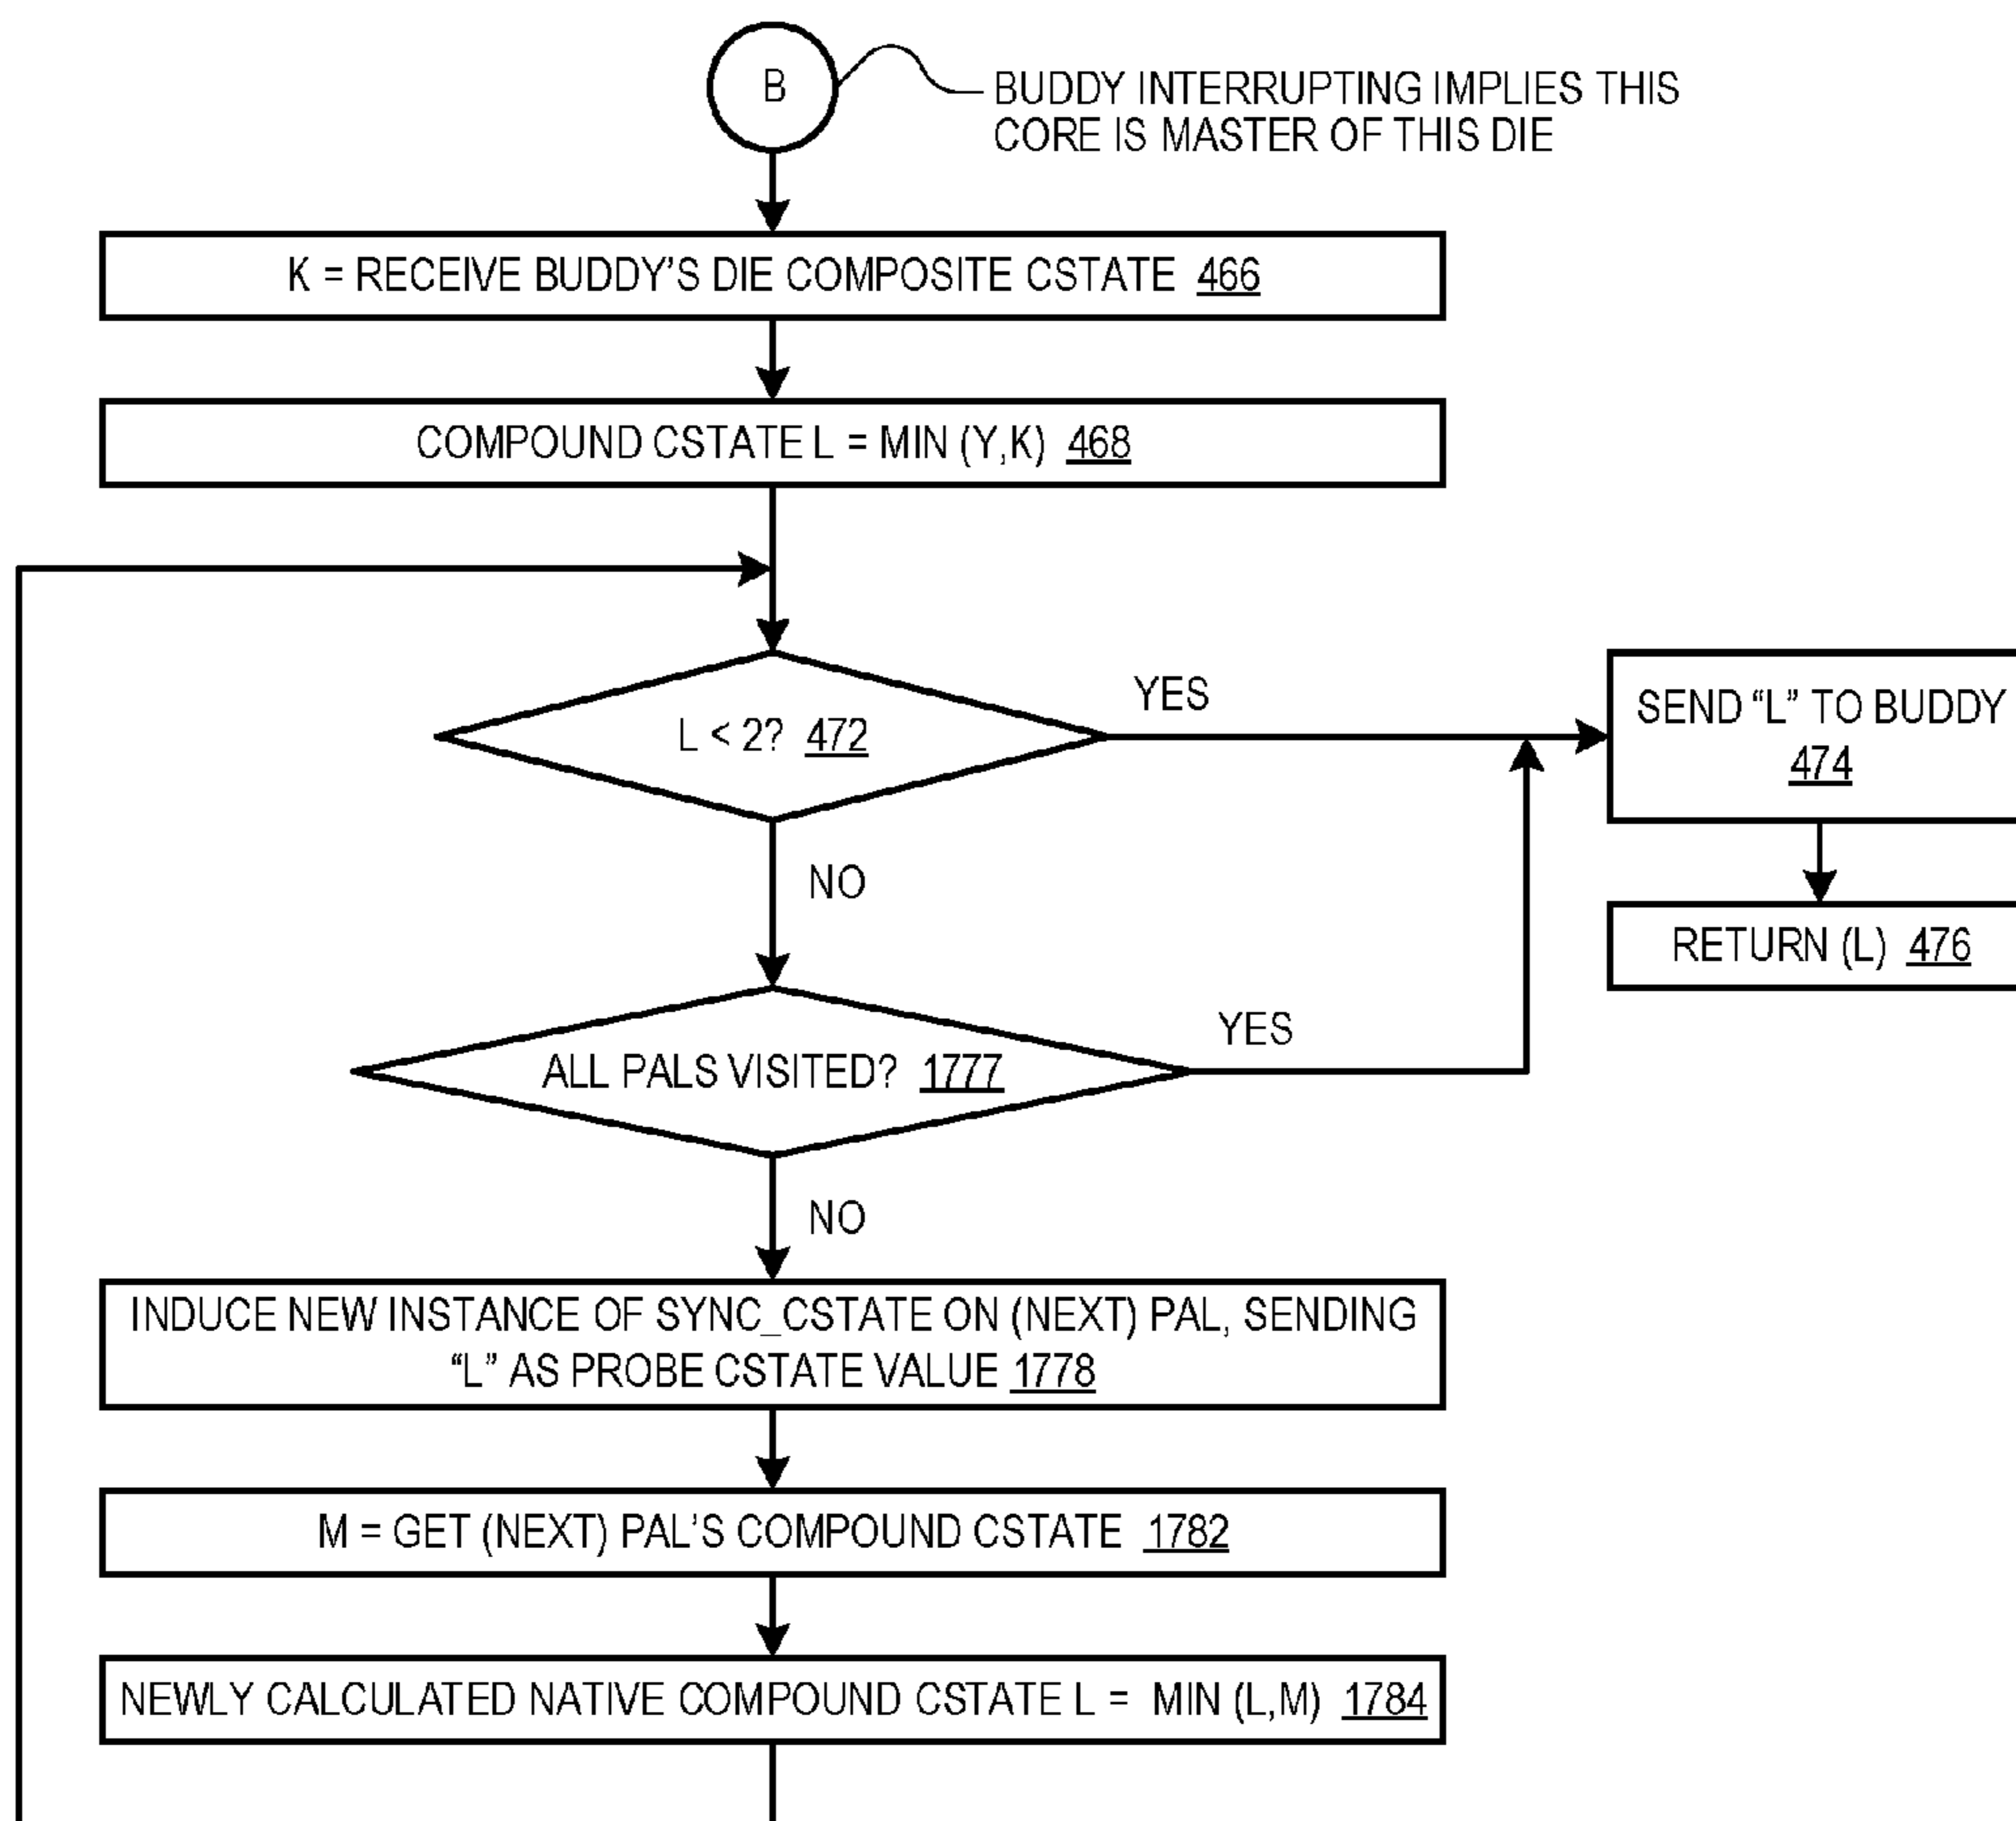 B
BUDDY INTERRUPTING IMPLIES THIS
CORE IS MASTER OF THIS DIE
K = RECEIVE BUDDY'S DIE COMPOSITE CSTATE 466
COMPOUND CSTATE L = MIN (Y,K) 468
L < 2? 472
YES
SEND “L” TO BUDDY
474
NO
RETURN (L) 476
ALL PALS VISITED? 1777
YES
NO
INDUCE NEW INSTANCE OF SYNC_CSTATE ON (NEXT) PAL, SENDING
“L” AS PROBE CSTATE VALUE 1778
M = GET (NEXT) PAL'S COMPOUND CSTATE 1782
NEWLY CALCULATED NATIVE COMPOUND CSTATE L = MIN (L,M) 1784